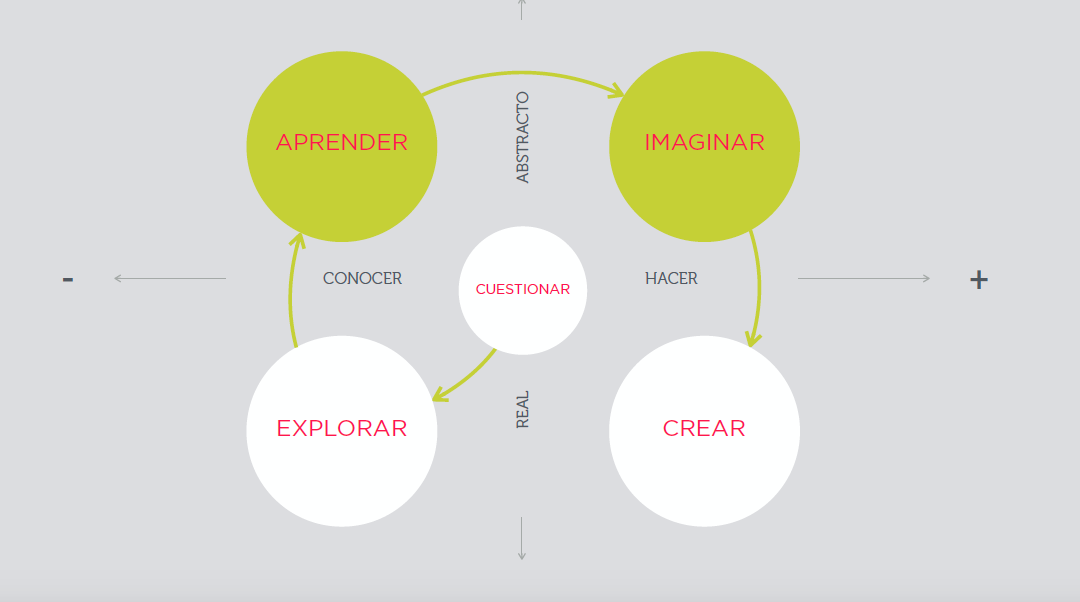 ABSTRACTO
APRENDER
IMAGINAR
-
CONOCER
CUESTIONAR
HACER
+
REAL
EXPLORAR
CREAR